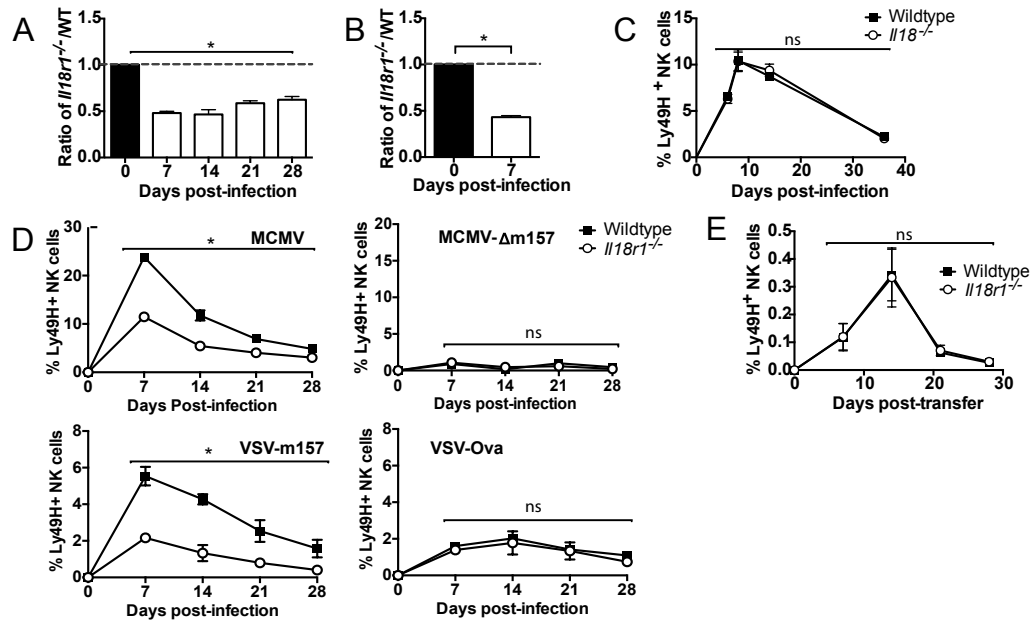 A
Ratio of Il18r1-/-/WT
1.5
1.0
0.5
0.0
*
0 7 14 21 28
Days post-infection
B
Ratio of Il18r1-/-/WT
1.5
1.0
0.5
0.0
*
0 7
Days post-infection
C
% Ly49H + NK cells
15
10
5
0
ns
Wildtype
Il18-/-
0 10 20 30 40
Days post-infection
D
% Ly49H+ NK cells
30
20
10
0
*
MCMV
0 7 14 21 28
Days Post-infection
% Ly49H+ NK cells
20
15
10
5
0
MCMV-Δm157
ns
Wildtype
Il18r1-/-
0 7 14 21 28
Days post-infection
E
% Ly49H+ NK cells
0.5
0.4
0.3
0.2
0.1
0.0
ns
Wildtype
Il18r1-/-
0 10 20 30
Days post-transfer
% Ly49H+ NK cells
8
6
4
2
0
*
VSV-m157
0 7 14 21 28
Days post-infection
% Ly49H+ NK cells
8
6
4
2
0
VSV-Ova
ns
0 7 14 21 28
Days post-infection